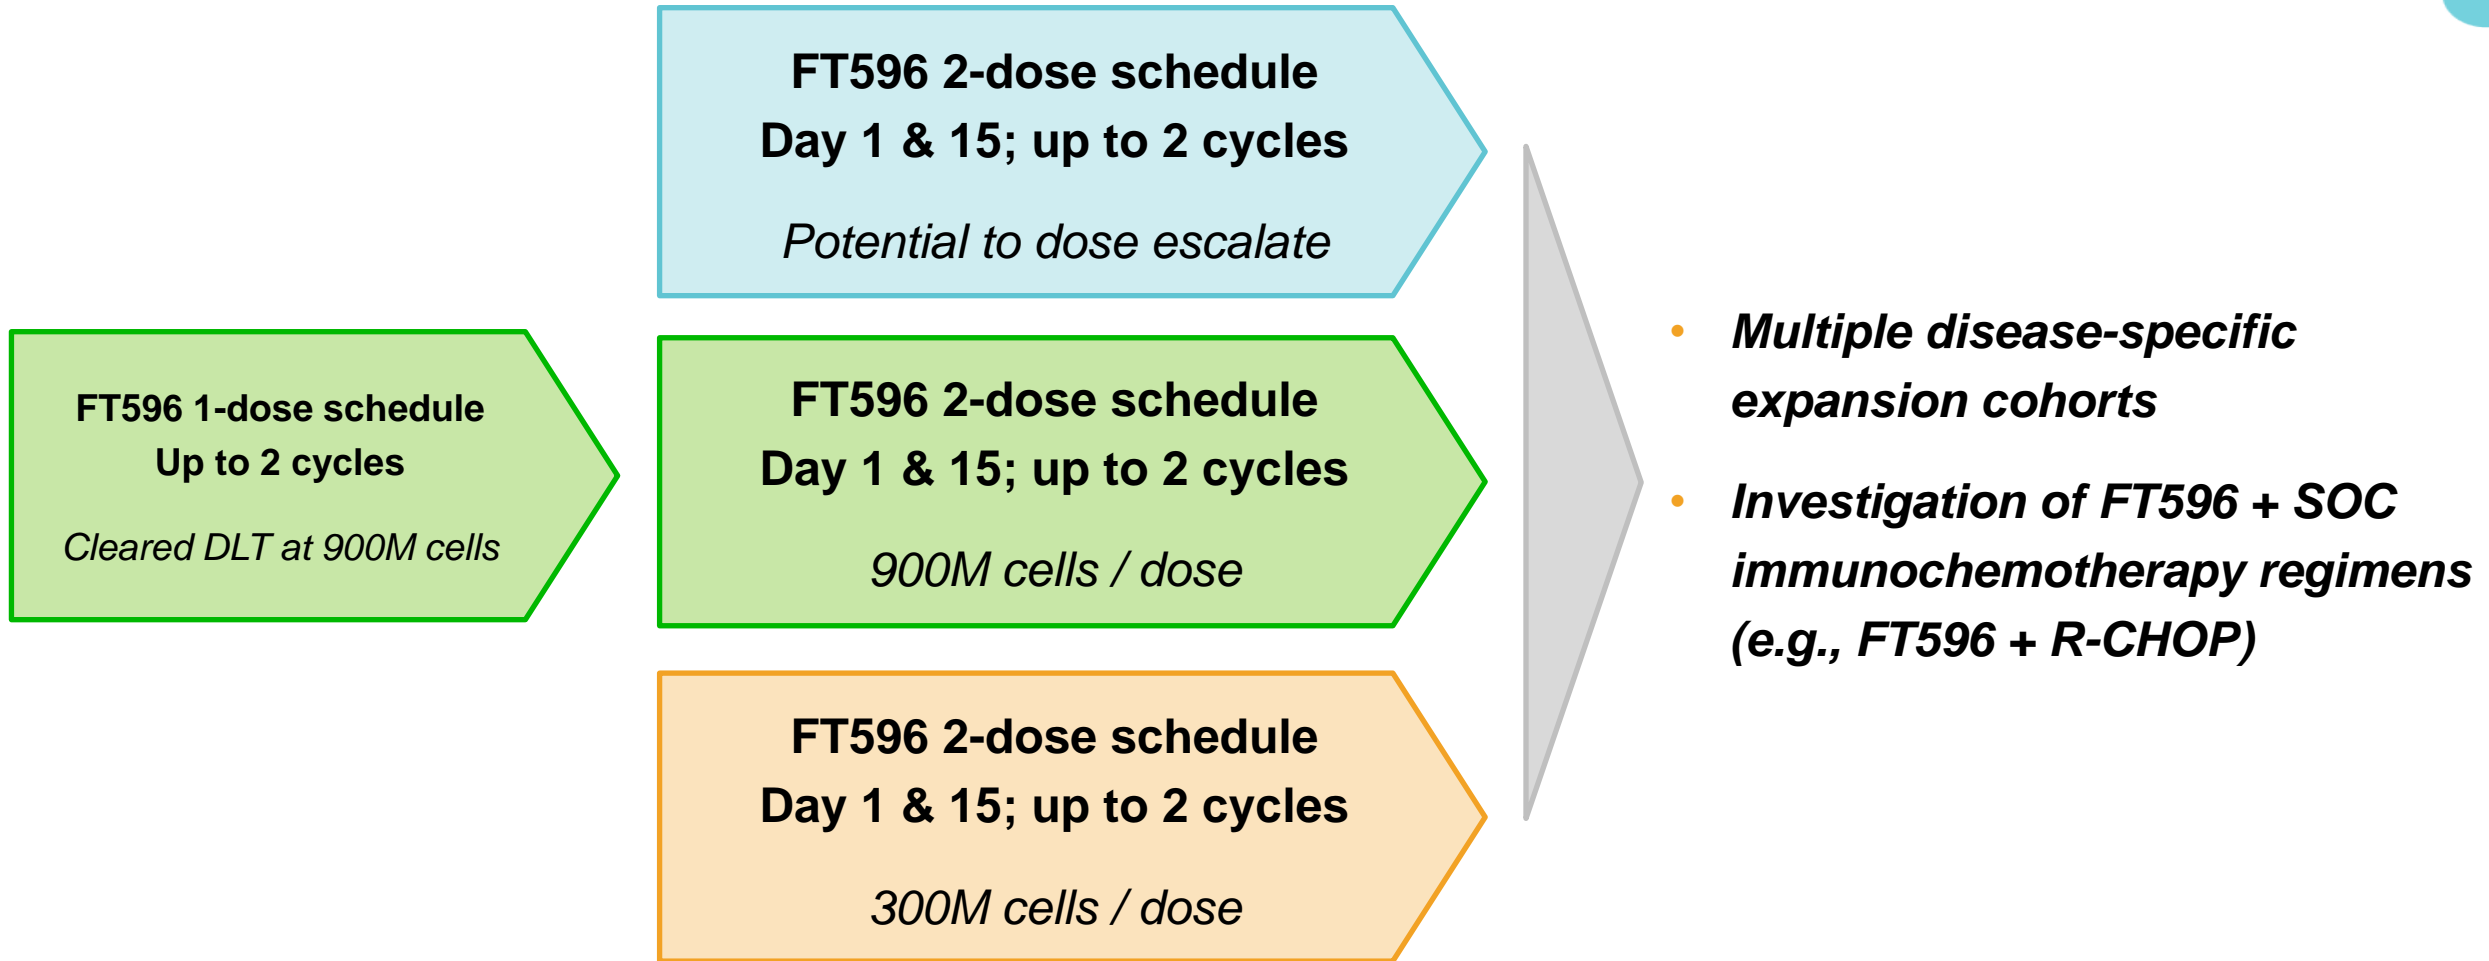 FT596 1-dose schedule
Up to 2 cycles
Cleared DLT at 900M cells
FT596 2-dose schedule
Day 1 & 15; up to 2 cycles
Potential to dose escalate
FT596 2-dose schedule
Day 1 & 15; up to 2 cycles
900M cells / dose
FT596 2-dose schedule
Day 1 & 15; up to 2 cycles
300M cells / dose
• Multiple disease-specific
expansion cohorts
• Investigation of FT596 + SOC
immunochemotherapy regimens
(e.g., FT596 + R-CHOP)